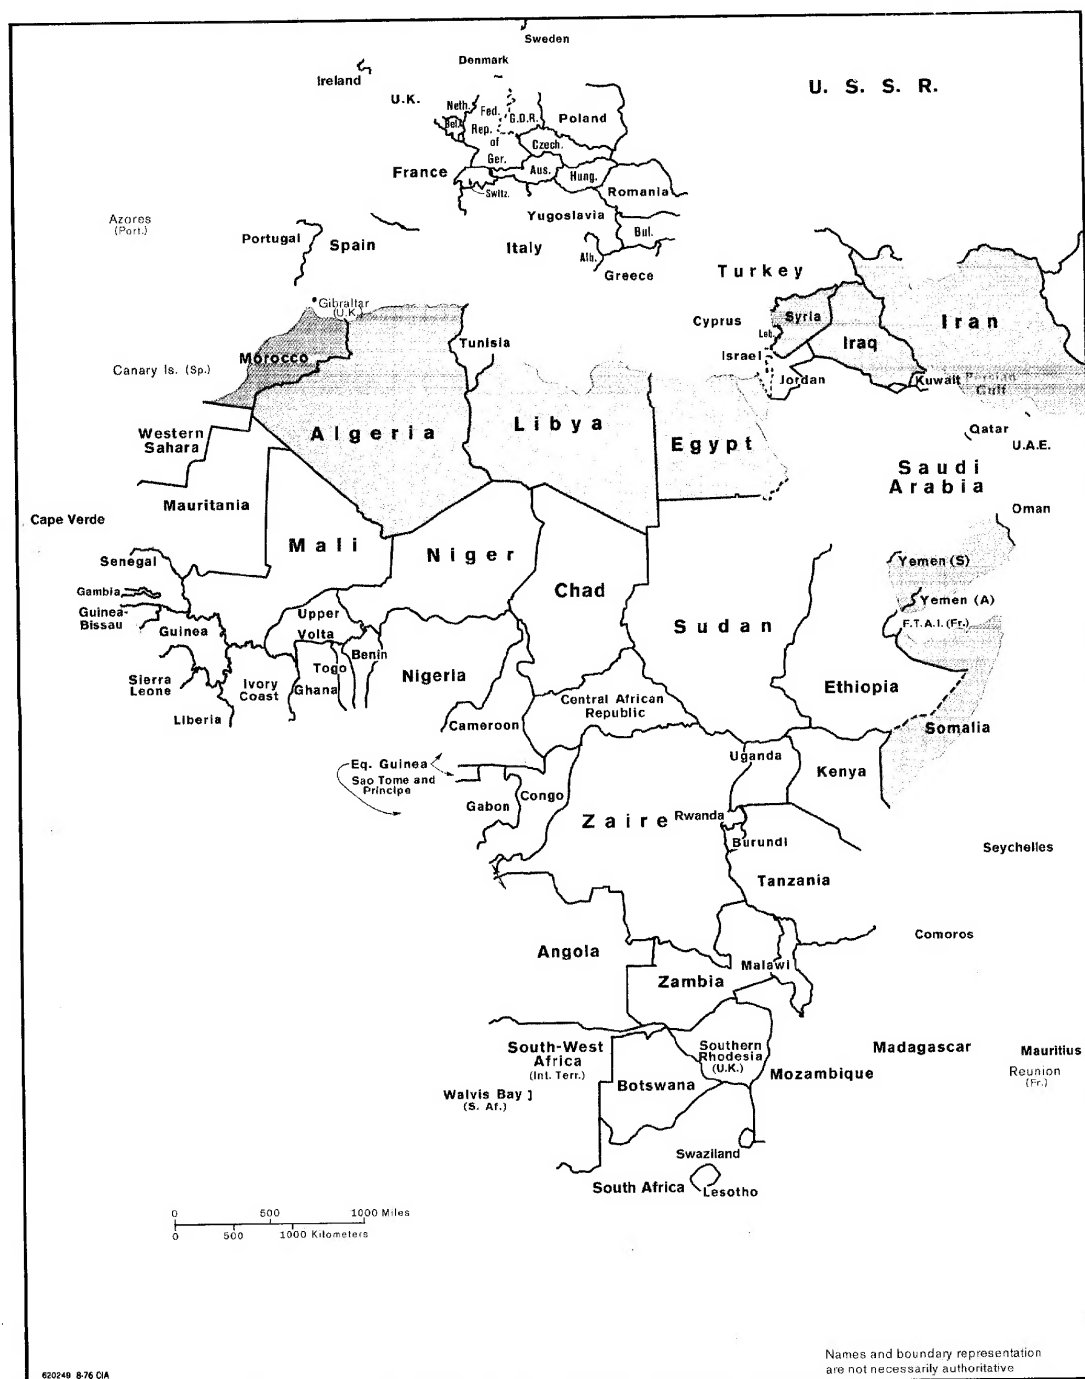 Sweden
Denmark
Ireland
U. S. S. R.
U.K.
Neth.
Fed.
G.D.R.
Poland
Bel.
Rep.
of
Ger.
Czech.
France
Aus.
Hung.
Switz.
Romania
Azores
(Port.)
Yugoslavia
Portugal
Spain
Italy
Bul.
Alb.
Greece
Turkey
Gibraltar
(U.K.)
Cyprus
Syria
Iran
Leb.
Morocco
Tunisia
Iraq
Israel
Canary Is. (Sp.)
Jordan
Kuwait
Persian
Gulf
Western
Sahara
Algeria
Libya
Egypt
Qatar
U.A.E.
Saudi
Arabia
Mauritania
Cape Verde
Oman
Mali
Niger
Senegal
Chad
Yemen (S)
Gambia
Yemen (A)
Guinea-
Bissau
Upper
Volta
F.T.A.I. (Fr.)
Guinea
Sudan
Benin
Togo
Nigeria
Sierra
Leone
Ivory
Coast
Ghana
Ethiopia
Central African
Republic
Liberia
Cameroon
Somalia
Uganda
Eq. Guinea
Kenya
Sao Tome and
Principe
Congo
Gabon
Zaire
Rwanda
Burundi
Seychelles
Tanzania
Comoros
Angola
Malawi
Zambia
South-West
Africa
(Int. Terr.)
Southern
Rhodesia
(U.K.)
Madagascar
Mauritius
Reunion
(Fr.)
Mozambique
Botswana
Walvis Bay
(S. Af.)
Swaziland
South Africa
Lesotho
0 500 1000 Miles
0 500 1000 Kilometers
Names and boundary representation
are not necessarily authoritative
620249 8-76 CIA